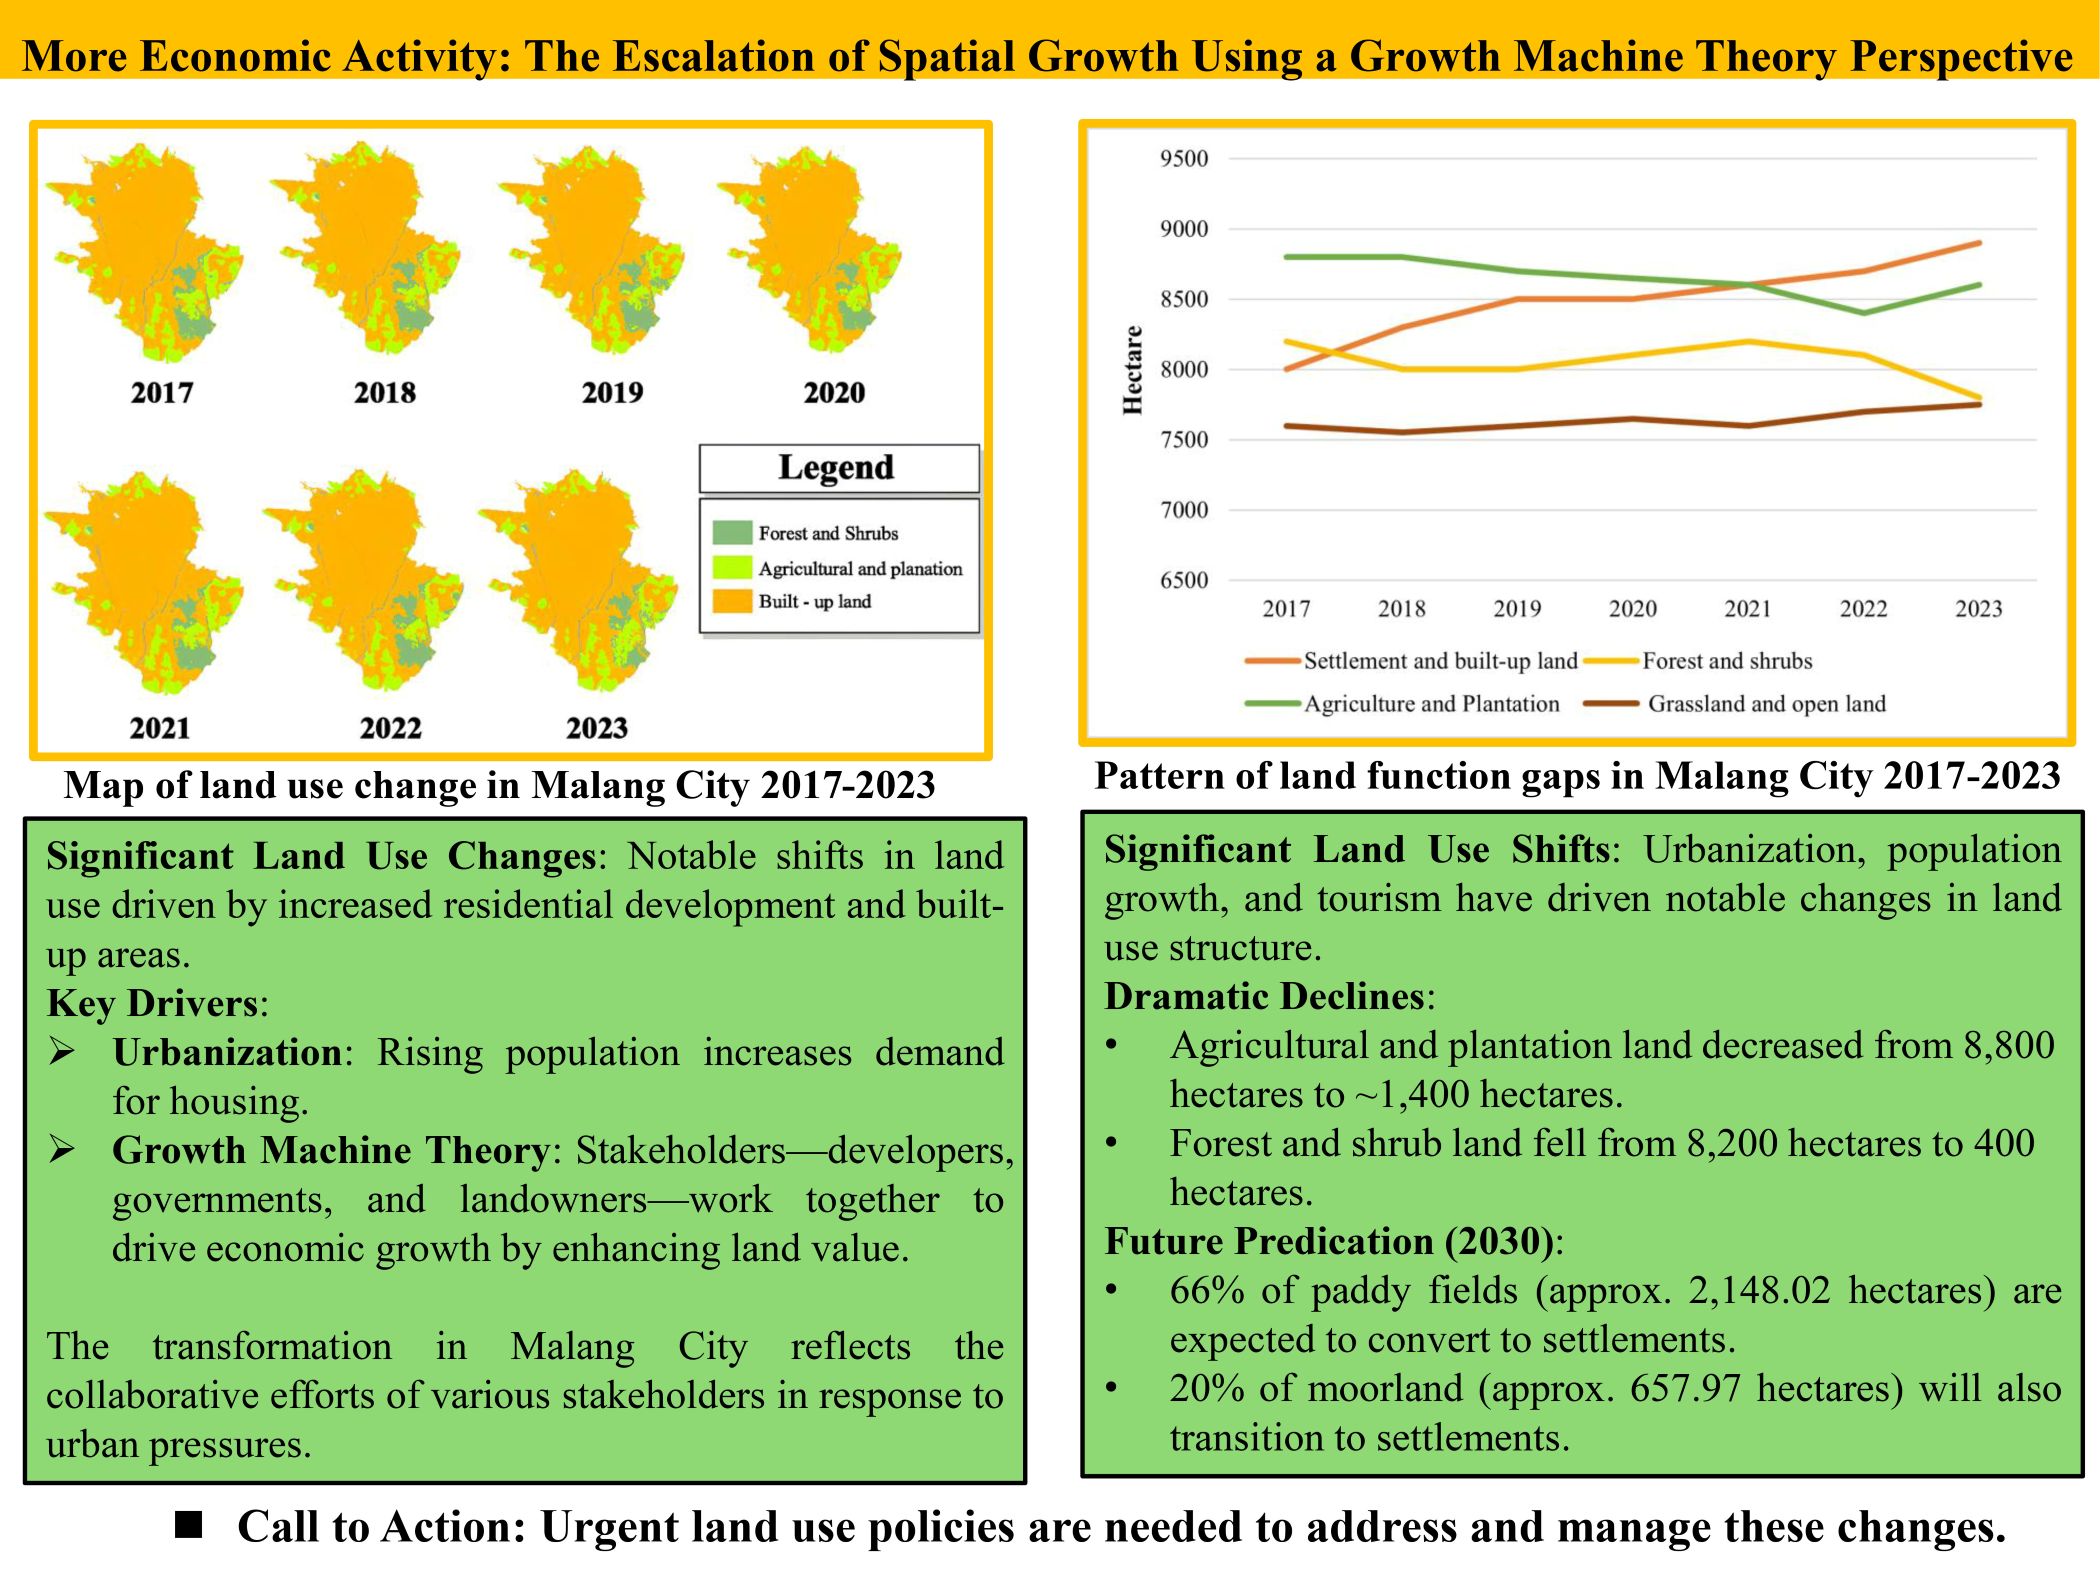 More Economic Activity: The Escalation of Spatial Growth Using a Growth Machine Theory Perspective
2017
2018
2019
2020
2021
2022
2023
Legend
Forest and Shrubs
Agricultural and planation
Built - up land
Map of land use change in Malang City 2017-2023
9500
9000
8500
8000
7500
7000
6500
Hectare
2017 2018 2019 2020 2021 2022 2023
Settlement and built-up land Forest and shrubs
Agriculture and Plantation Grassland and open land
Pattern of land function gaps in Malang City 2017-2023
Significant Land Use Changes: Notable shifts in land
use driven by increased residential development and built-
up areas.
Key Drivers:
➢ Urbanization: Rising population increases demand
for housing.
➢ Growth Machine Theory: Stakeholders—developers,
governments, and landowners—work together to
drive economic growth by enhancing land value.
The transformation in Malang City reflects the
collaborative efforts of various stakeholders in response to
urban pressures.
Significant Land Use Shifts: Urbanization, population
growth, and tourism have driven notable changes in land
use structure.
Dramatic Declines:
• Agricultural and plantation land decreased from 8,800
hectares to ~1,400 hectares.
• Forest and shrub land fell from 8,200 hectares to 400
hectares.
Future Predication (2030):
• 66% of paddy fields (approx. 2,148.02 hectares) are
expected to convert to settlements.
• 20% of moorland (approx. 657.97 hectares) will also
transition to settlements.
■ Call to Action: Urgent land use policies are needed to address and manage these changes.